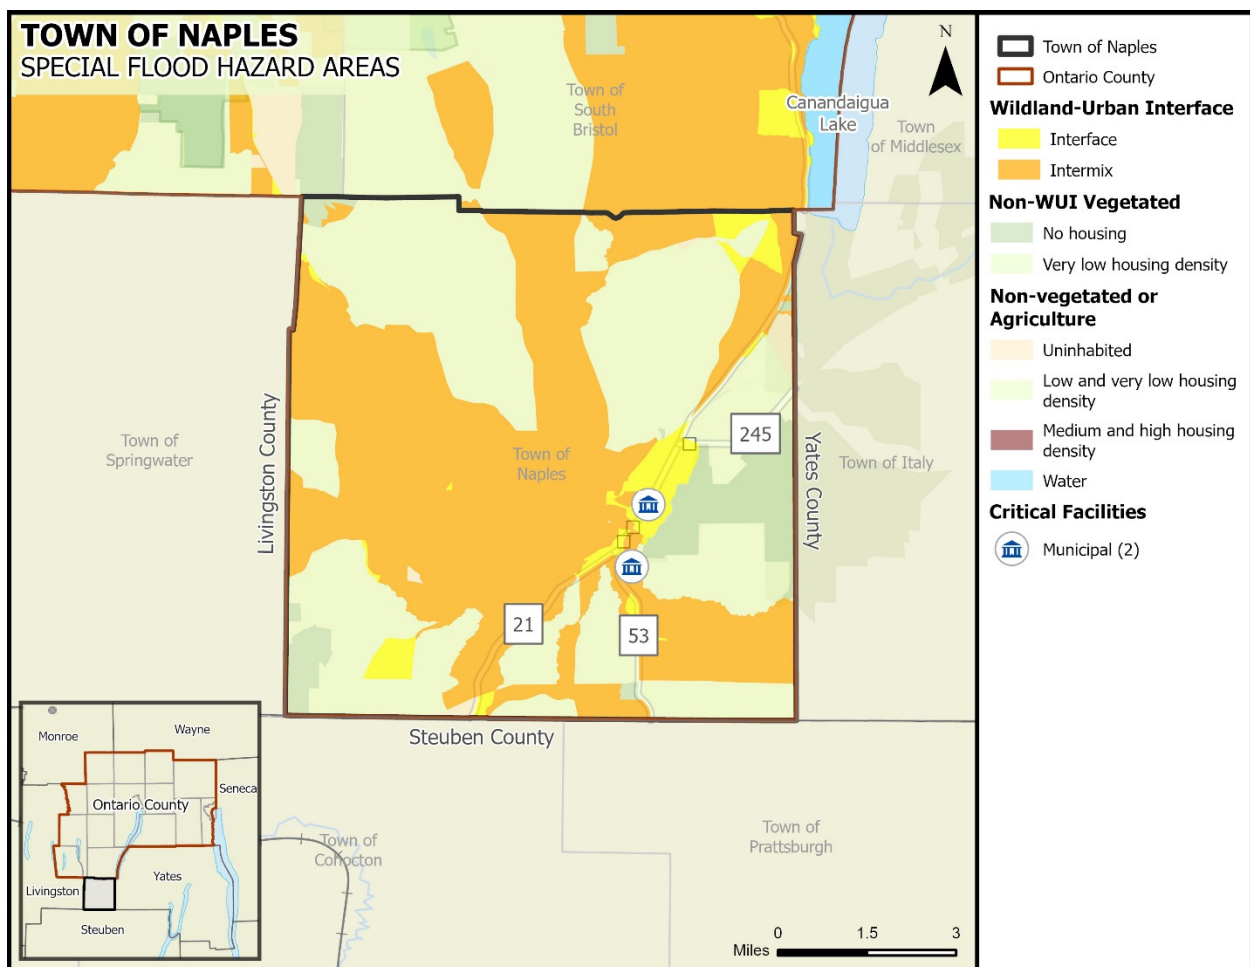 TOWN OF NAPLES
SPECIAL FLOOD HAZARD AREAS
N
Town of
South
Bristol
Canandaigua
Lake
Town
of Middlesex
Town of
Springwater
Livingston County
Town of
Naples
245
Yates County
Town of Italy
21
53
Steuben County
Town of
Cohocton
Town of
Prattsburgh
Monroe
Wayne
Seneca
Ontario County
Livingston
Yates
Steuben
0
1.5
3
Miles
Town of Naples
Ontario County
Wildland-Urban Interface
Interface
Intermix
Non-WUI Vegetated
No housing
Very low housing density
Non-vegetated or
Agriculture
Uninhabited
Low and very low housing
density
Medium and high housing
density
Water
Critical Facilities
Municipal (2)